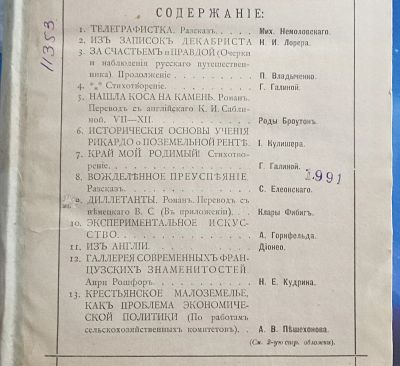 СОДЕРЖАНІЕ:
11353
1. ТЕЛЕГРАФИСТКА. Разсказъ. Мих. Немоловскаго.
2. ИЗЪ ЗАПИСОКЪ ДЕКАБРИСТА Н. И. Лорера.
3. ЗА СЧАСТЬЕМЪ и ПРАВДОЙ (Очерки
и наблюденія русскаго путешествен-
ника). Продолженіе П. Владыченко.
4. *⁎* Стихотвореніе. Г. Галиной.
5. НАШЛА КОСА НА КАМЕНЬ. Романъ.
Переводъ съ англійскаго К. И. Сабли-
ной. VII—XII. Роды Броутонъ.
6. ИСТОРИЧЕСКІЯ ОСНОВЫ УЧЕНІЯ
РИКАРДО о ПОЗЕМЕЛЬНОЙ РЕНТѢ. І. Кулишера.
7. КРАЙ МОЙ РОДИМЫЙ! Стихотво-
реніе. Г. Галиной.
1991
8. ВОЖДЕЛѢННОЕ ПРЕУСПѢЯНІЕ.
Разсказъ. С. Елеонскаго.
9. ДИЛЛЕТАНТЫ. Романъ. Переводъ съ
нѣмецкаго В. С. (Въ приложеніи). Клары Фибигъ.
10. ЭКСПЕРИМЕНТАЛЬНОЕ ИСКУС-
СТВО. А. Горнфельда.
11. ИЗЪ АНГЛІИ. Діонео.
12. ГАЛЛЕРЕЯ СОВРЕМЕННЫХЪ ФРАН-
ЦУЗСКИХЪ ЗНАМЕНИТОСТЕЙ.
Анри Рошфоръ. Н. Е. Кудрина.
13. КРЕСТЬЯНСКОЕ МАЛОЗЕМЕЛЬЕ,
КАКЪ ПРОБЛЕМА ЭКОНОМИЧЕ-
СКОЙ ПОЛИТИКИ (По работамъ
сельскохозяйственныхъ комитетовъ). А. В. Пѣшехонова.
(См. 2-ую стр. обложки).